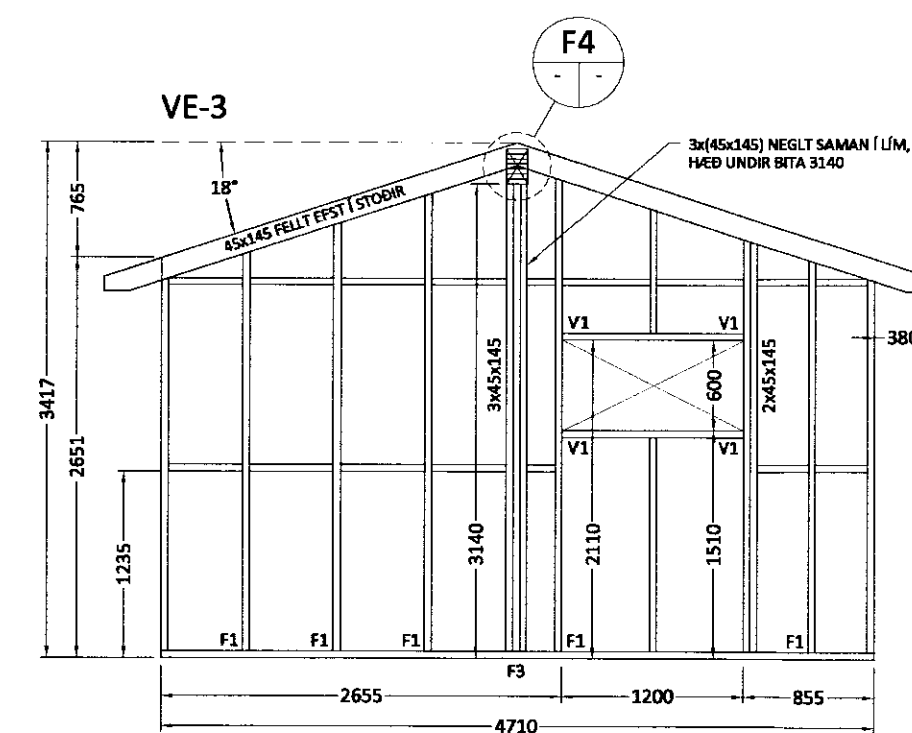 F4
- -
VE-3
3x(45x145) NEGLT SAMAN Í LÍM,
HÆÐ UNDIR BITA 3140
18°
45x145 FELLT EFST Í STOÐIR
765
V1 V1
380
3x45x145
600
2x45x145
3417
2651
V1
1235
3140
2110
1510
F1 F1 F1 F1 F1
F3
2655 1200 855
4710